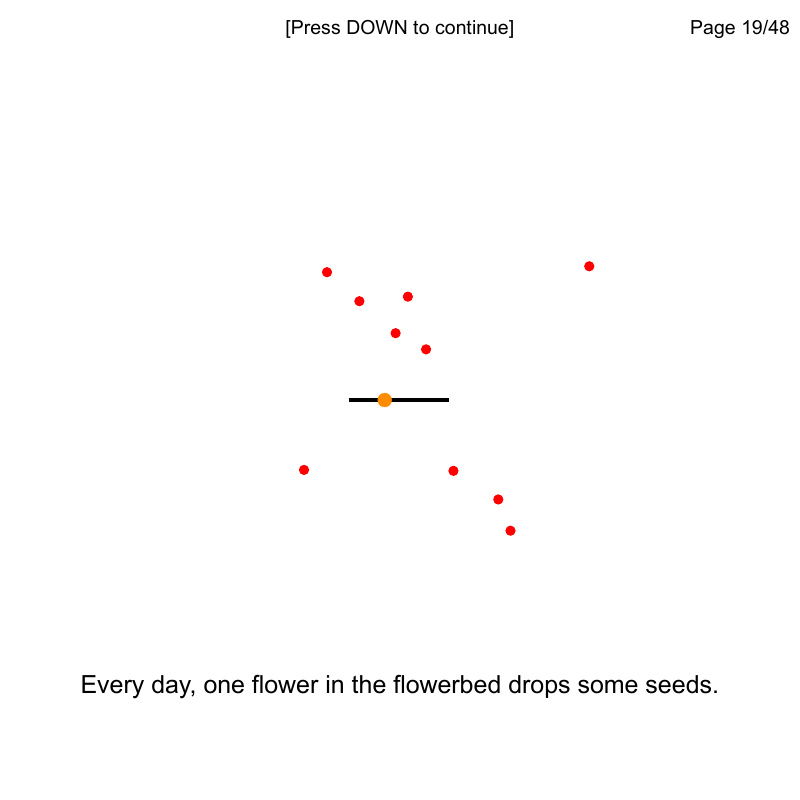 [Press DOWN to continue]
Page 19/48
Every day, one flower in the flowerbed drops some seeds.